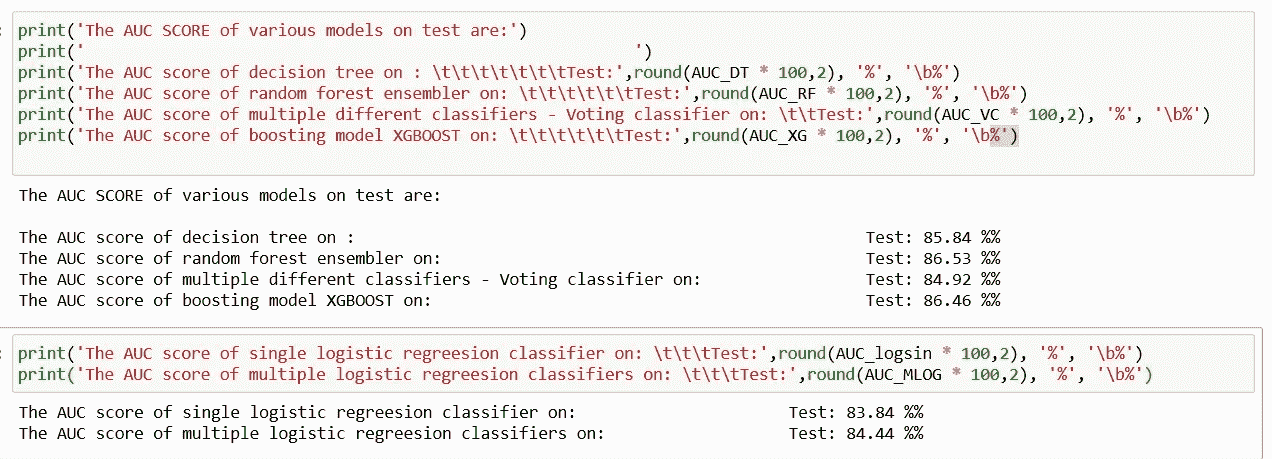 print('The AUC SCORE of various models on test are:')
print('                                                         ')
print('The AUC score of decision tree on : \t\t\t\t\t\t\tTest:',round(AUC_DT * 100,2), '%', '\b%')
print('The AUC score of random forest ensembler on: \t\t\t\t\t\tTest:',round(AUC_RF * 100,2), '%', '\b%')
print('The AUC score of multiple different classifiers - Voting classifier on: \t\tTest:',round(AUC_VC * 100,2), '%', '\b%')
print('The AUC score of boosting model XGBOOST on: \t\t\t\t\t\tTest:',round(AUC_XG * 100,2), '%', '\b%')
The AUC SCORE of various models on test are:
The AUC score of decision tree on : Test: 85.84 %%
The AUC score of random forest ensembler on: Test: 86.53 %%
The AUC score of multiple different classifiers - Voting classifier on: Test: 84.92 %%
The AUC score of boosting model XGBOOST on: Test: 86.46 %%
print('The AUC score of single logistic regreesion classifier on: \t\t\tTest:',round(AUC_logsin * 100,2), '%', '\b%')
print('The AUC score of multiple logistic regreesion classifiers on: \t\t\tTest:',round(AUC_MLOG * 100,2), '%', '\b%')
The AUC score of single logistic regreesion classifier on: Test: 83.84 %%
The AUC score of multiple logistic regreesion classifiers on: Test: 84.44 %%